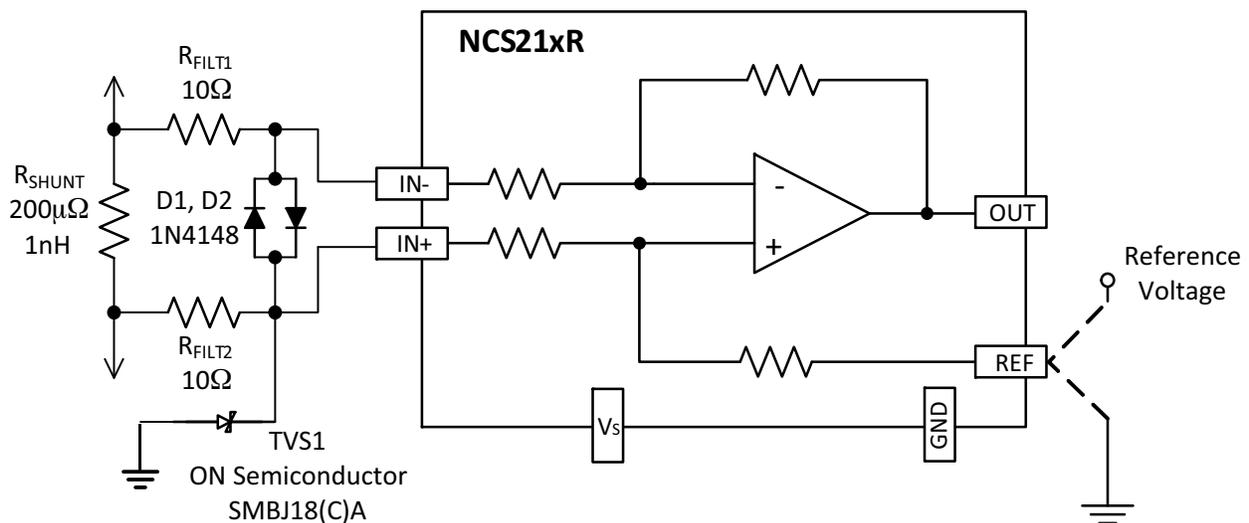 NCS21xR
RFILT1
10Ω
RSHUNT
200μΩ
1nH
D1, D2
1N4148
IN-
IN+
-
+
OUT
Reference
Voltage
RFILT2
10Ω
REF
VS
GND
TVS1
ON Semiconductor
SMBJ18(C)A